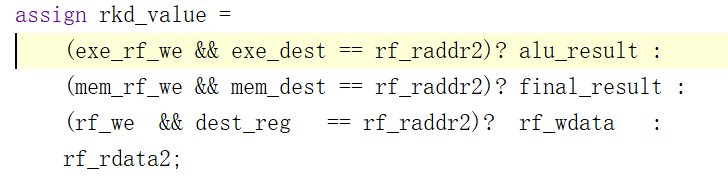 assign rkd_value =
(exe_rf_we && exe_dest == rf_raddr2)? alu_result :
(mem_rf_we && mem_dest == rf_raddr2)? final_result :
(rf_we  && dest_reg   == rf_raddr2)?  rf_wdata   :
rf_rdata2;